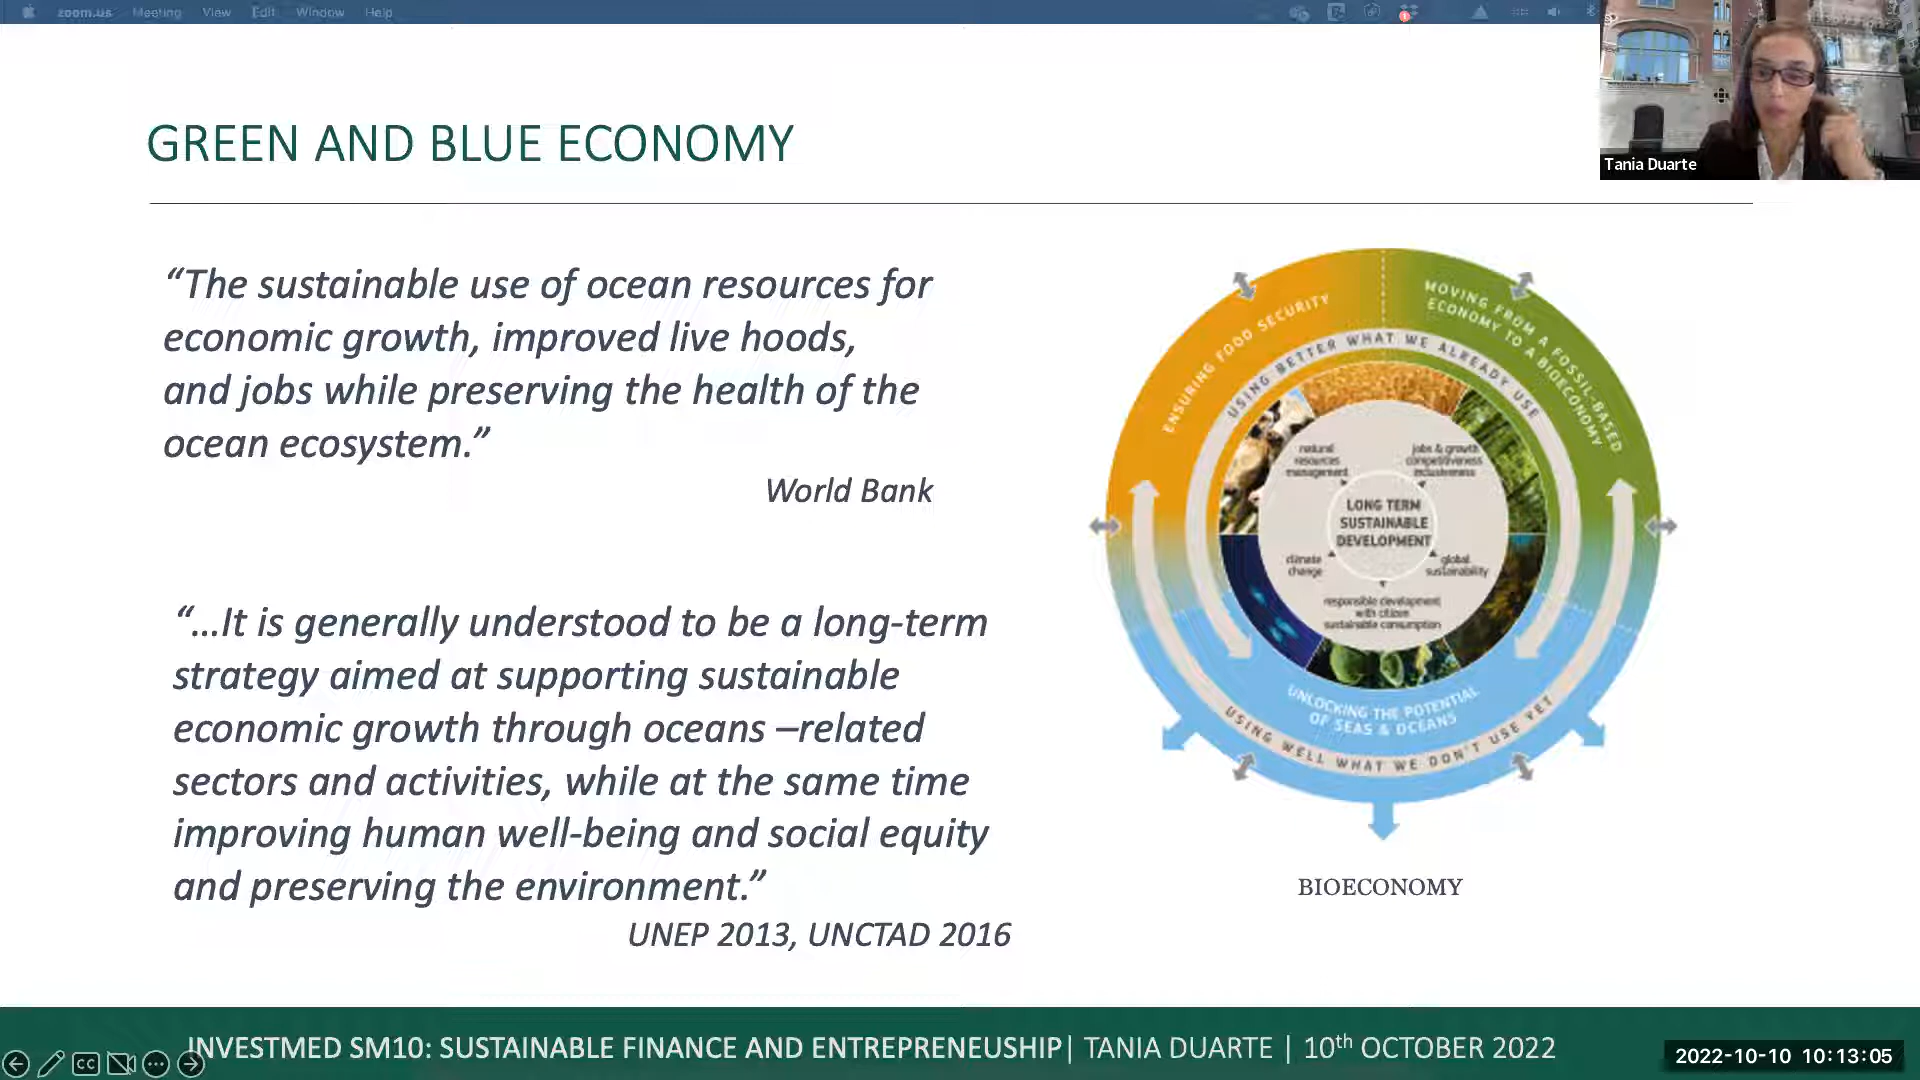 zoom.us Meeting View Edit Window Help
Tania Duarte
GREEN AND BLUE ECONOMY
“The sustainable use of ocean resources for
economic growth, improved live hoods,
and jobs while preserving the health of the
ocean ecosystem.”
World Bank
“...It is generally understood to be a long-term
strategy aimed at supporting sustainable
economic growth through oceans –related
sectors and activities, while at the same time
improving human well-being and social equity
and preserving the environment.”
UNEP 2013, UNCTAD 2016
ENSURING FOOD SECURITY
MOVING FROM A FOSSIL-BASED
ECONOMY TO A BIOECONOMY
USING BETTER WHAT WE ALREADY USE
natural
resources
management
jobs & growth
competitiveness
inclusiveness
LONG TERM
SUSTAINABLE
DEVELOPMENT
climate
change
global
sustainability
responsible development
with citizen
sustainable consumption
UNLOCKING THE POTENTIAL
OF SEAS & OCEANS
USING WELL WHAT WE DON'T USE YET
BIOECONOMY
INVESTMED SM10: SUSTAINABLE FINANCE AND ENTREPRENEUSHIP| TANIA DUARTE | 10th OCTOBER 2022
CC
2022-10-10 10:13:05